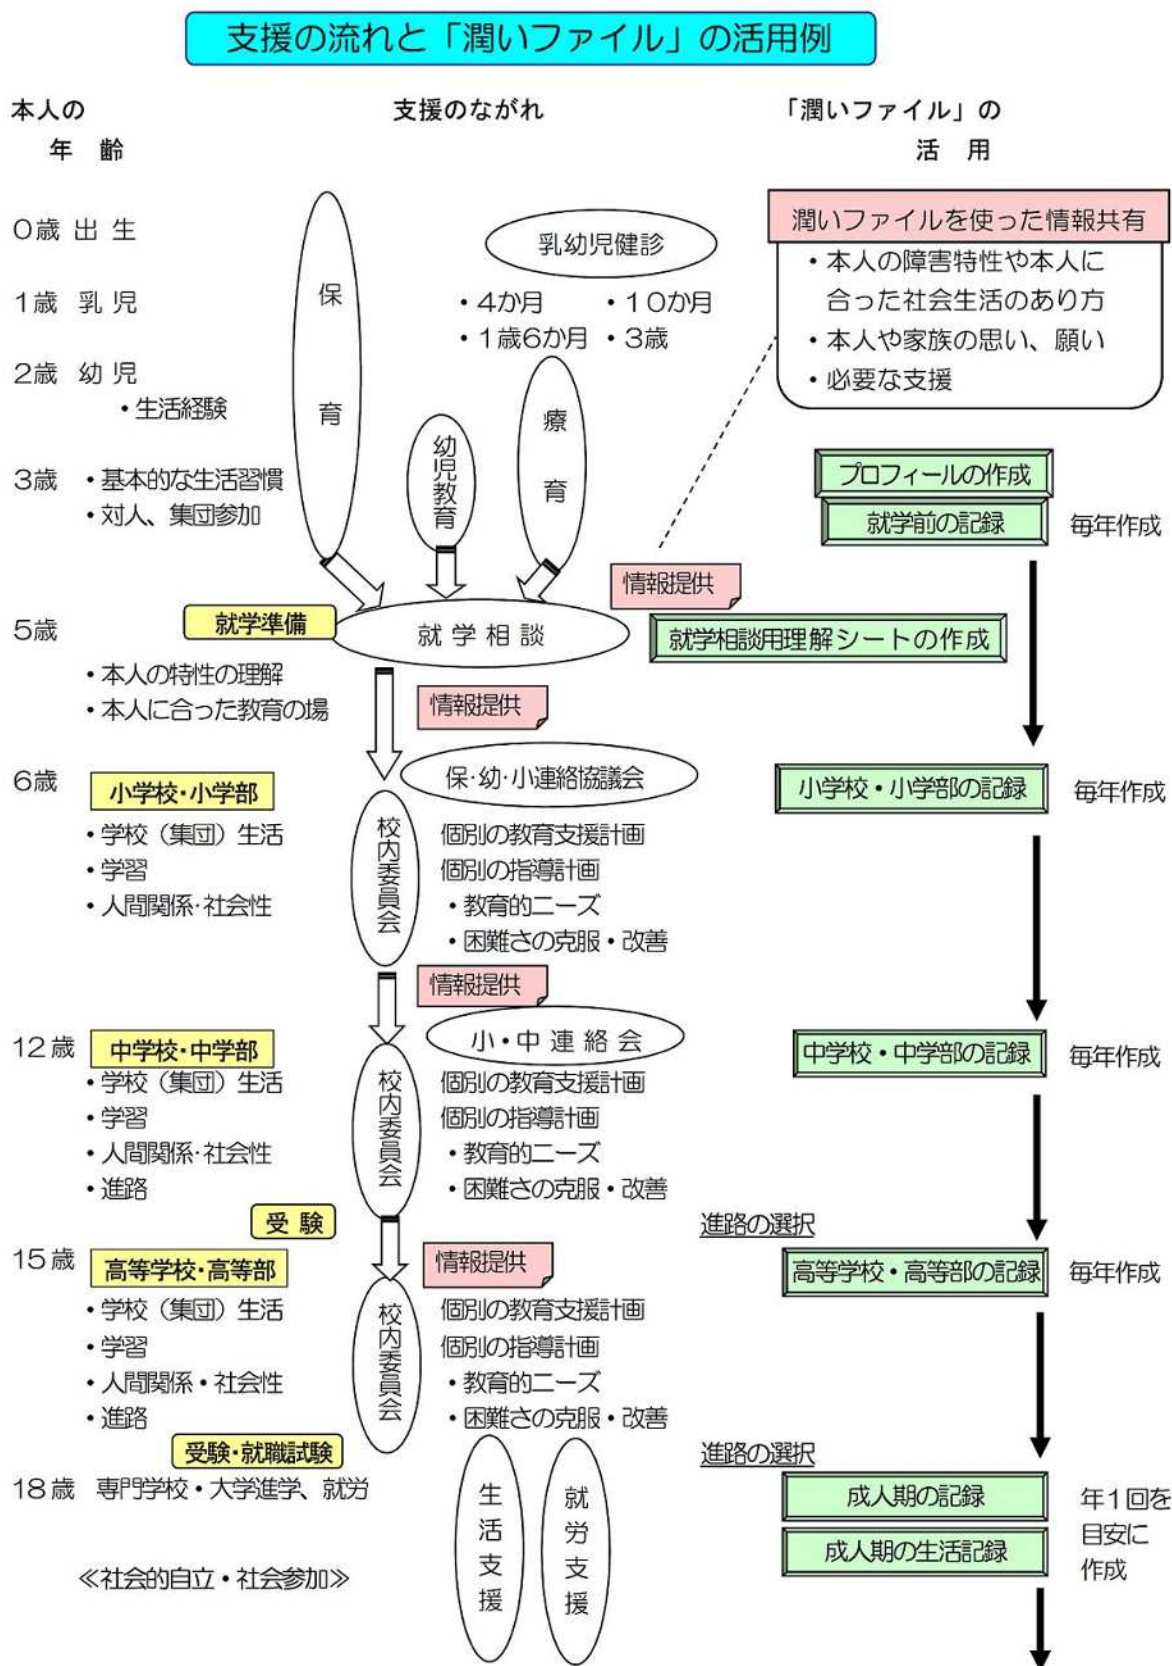 支援の流れと「潤いファイル」の活用例
本人の
年 齢
支援のながれ
「潤いファイル」の
活 用
0歳 出 生
乳幼児健診
潤いファイルを使った情報共有
・本人の障害特性や本人に
合った社会生活のあり方
・本人や家族の思い、願い
・必要な支援
1歳 乳 児
・4か月 ・10か月
・1歳6か月 ・3歳
保育
2歳 幼 児
・生活経験
幼児教育
療育
3歳 ・基本的な生活習慣
・対人、集団参加
プロフィールの作成
就学前の記録 毎年作成
情報提供
5歳
就学準備
就 学 相 談
就学相談用理解シートの作成
・本人の特性の理解
・本人に合った教育の場
情報提供
6歳
小学校・小学部
保・幼・小連絡協議会
小学校・小学部の記録 毎年作成
・学校（集団）生活
・学習
・人間関係・社会性
校内委員会
個別の教育支援計画
個別の指導計画
・教育的ニーズ
・困難さの克服・改善
情報提供
12歳
中学校・中学部
小・中 連 絡 会
中学校・中学部の記録 毎年作成
・学校（集団）生活
・学習
・人間関係・社会性
・進路
校内委員会
個別の教育支援計画
個別の指導計画
・教育的ニーズ
・困難さの克服・改善
受 験
進路の選択
15歳
高等学校・高等部
情報提供
高等学校・高等部の記録 毎年作成
・学校（集団）生活
・学習
・人間関係・社会性
・進路
校内委員会
個別の教育支援計画
個別の指導計画
・教育的ニーズ
・困難さの克服・改善
受験・就職試験
進路の選択
18歳 専門学校・大学進学、就労
生活支援
就労支援
成人期の記録
成人期の生活記録
年1回を
目安に
作成
≪社会的自立・社会参加≫